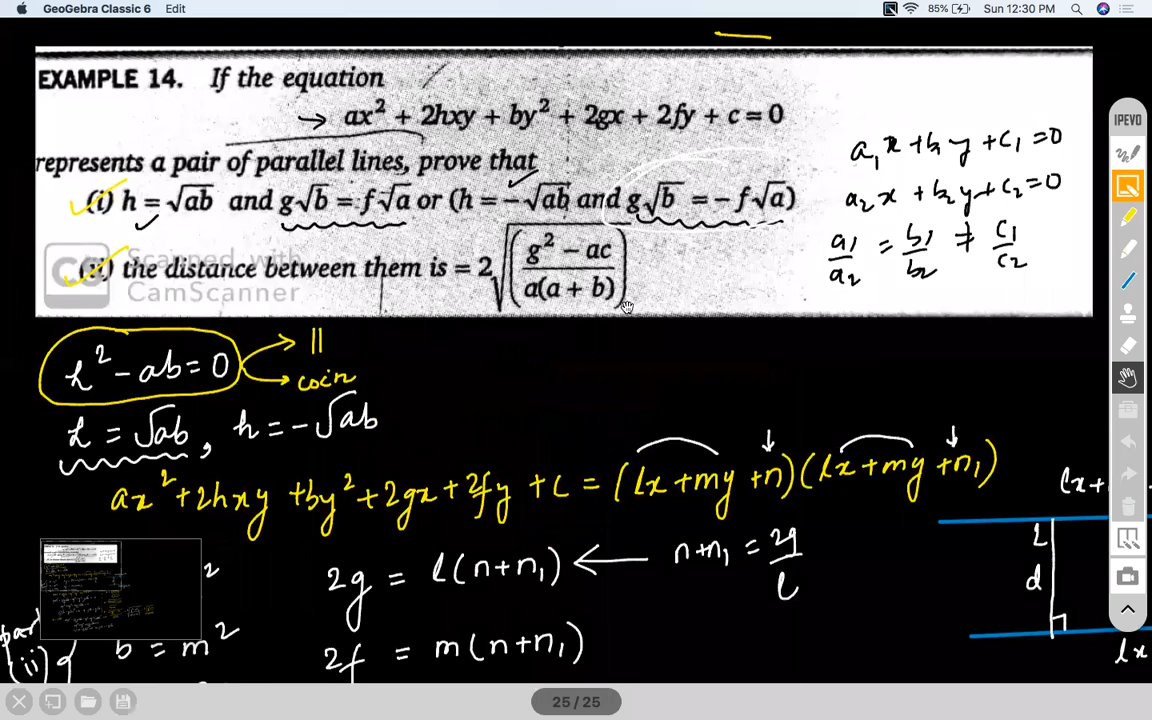 GeoGebra Classic 6 Edit 85% Sun 12:30 PM
EXAMPLE 14. If the equation
→ ax² + 2hxy + by² + 2gx + 2fy + c = 0
represents a pair of parallel lines, prove that
(i) h = √ab and g√b = f√a or (h = −√ab and g√b = −f√a)
the distance between them is = 2 √(g² − ac / a(a + b))
Scanned with
CS CamScanner
a₁x + b₁y + c₁ = 0
a₂x + b₂y + c₂ = 0
a₁/a₂ = b₁/b₂ ≠ c₁/c₂
IPEVO
h² − ab = 0 → ||
→ coin
h = √ab, h = −√ab
ax² + 2hxy + by² + 2gx + 2fy + c = (lx + my + n)(lx + my + n₁)
lx+
2g = l(n + n₁) ← n + n₁ = 2g/l
d
part
(ii)
b = m²
2f = m(n + n₁)
lx
25 / 25